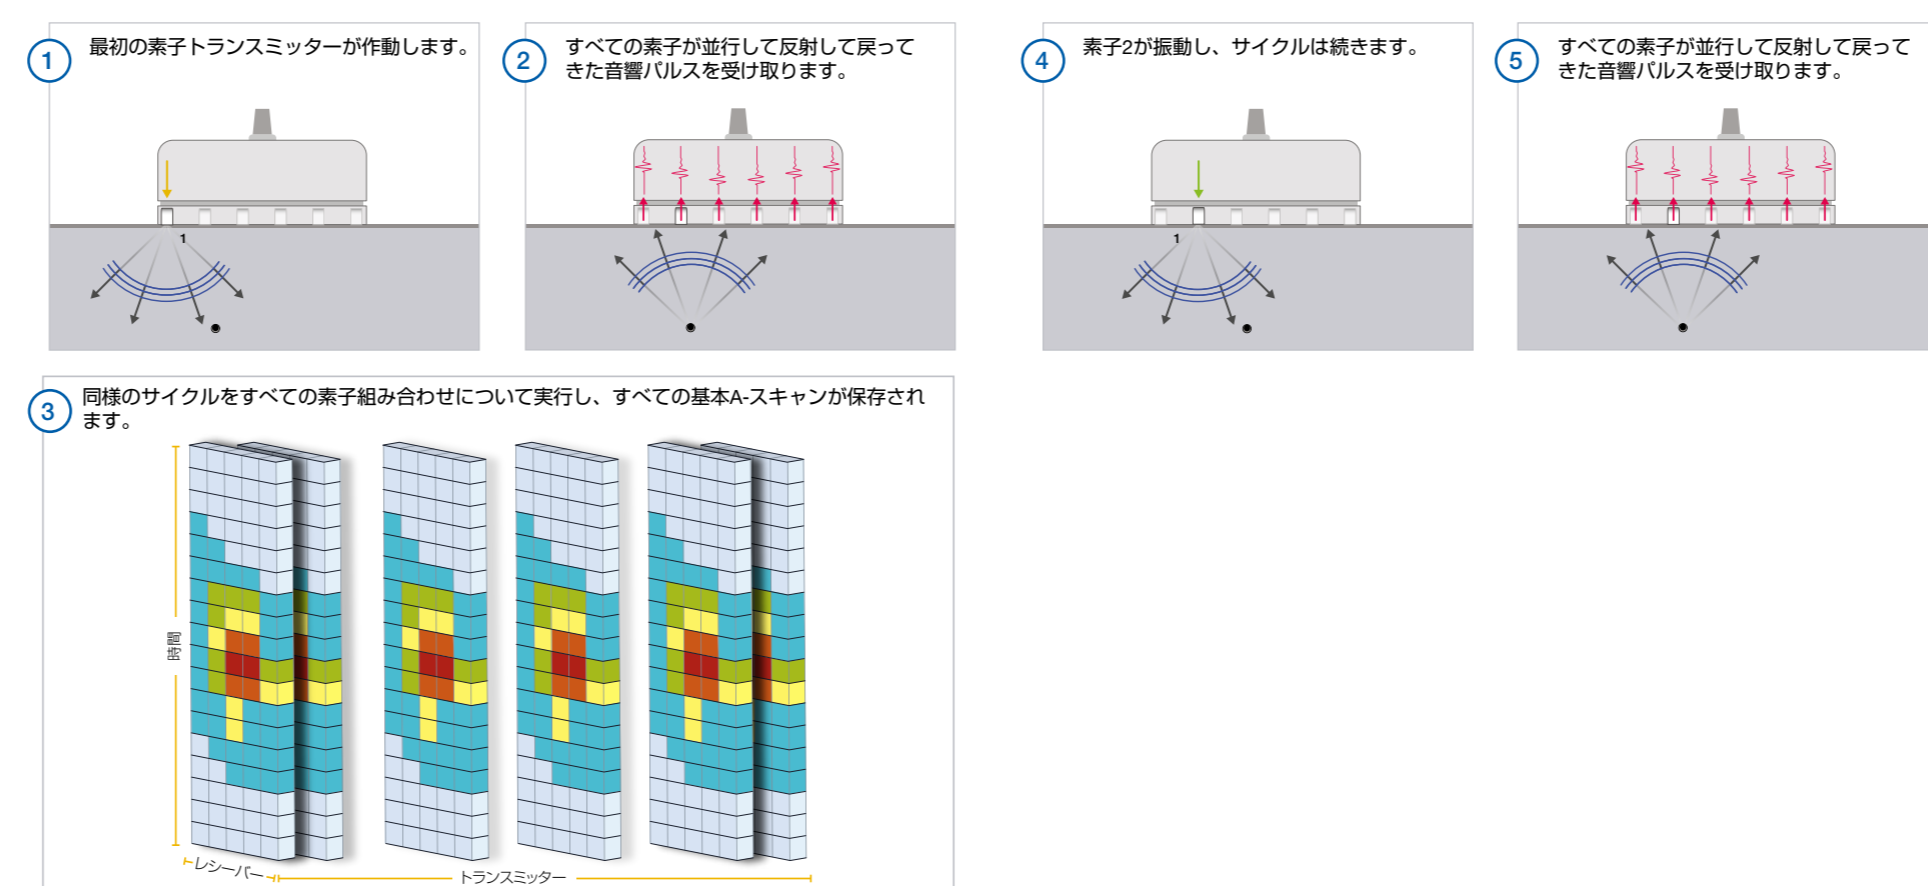 1
最初の素子トランスミッターが作動します。
1
2
すべての素子が並行して反射して戻って
きた音響パルスを受け取ります。
3
同様のサイクルをすべての素子組み合わせについて実行し、すべての基本A-スキャンが保存され
ます。
時間
レシーバー
トランスミッター
4
素子2が振動し、サイクルは続きます。
1
5
すべての素子が並行して反射して戻って
きた音響パルスを受け取ります。